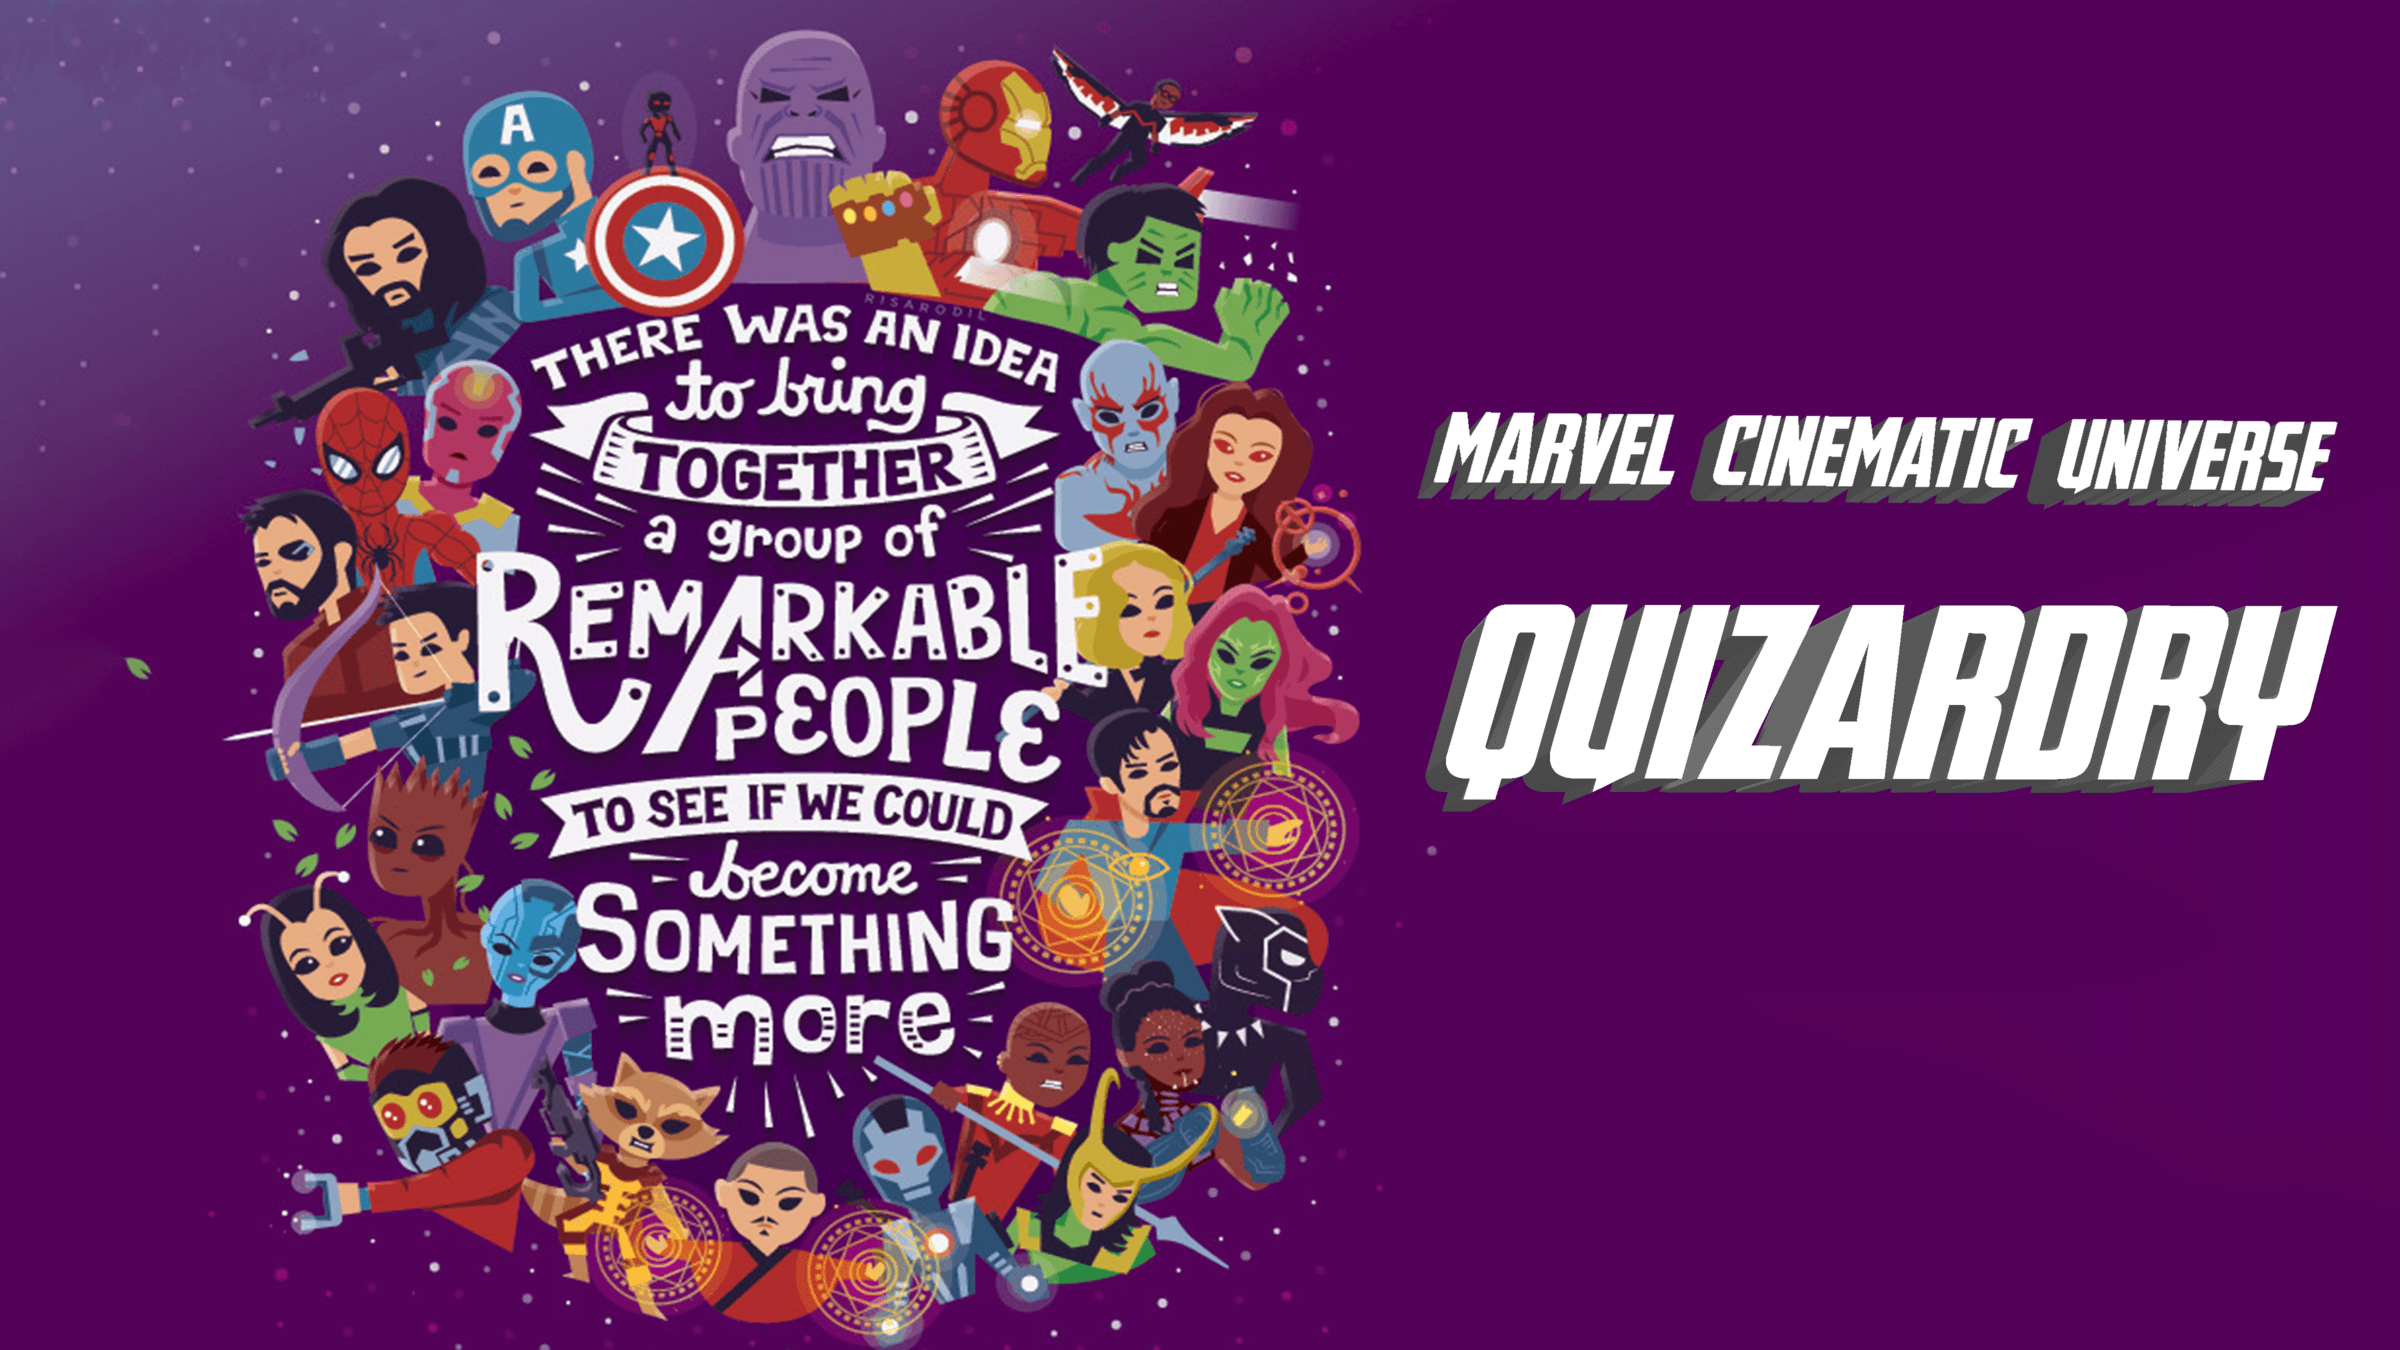 A
RISARODIL
THERE WAS AN IDEA
to bring
TOGETHER
a group of
REMARKABLE
PEOPLE
TO SEE IF WE COULD
become
SOMETHING
more
MARVEL CINEMATIC UNIVERSE
QUIZARDRY